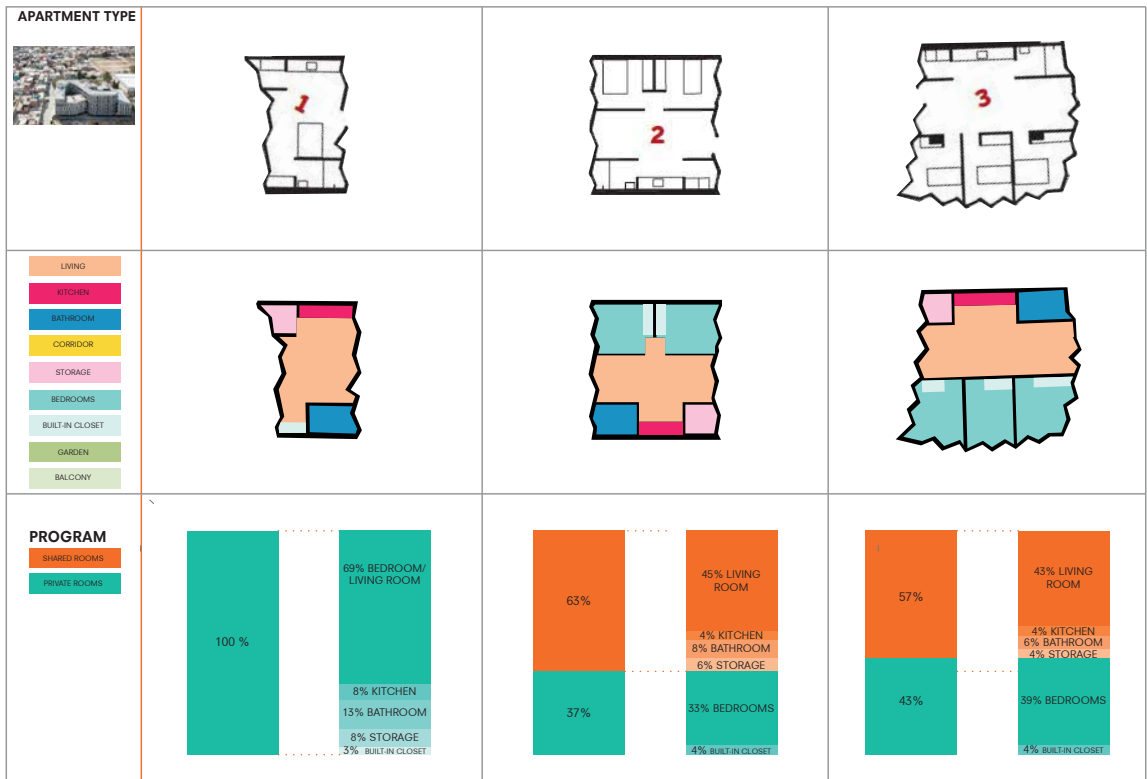 APARTMENT TYPE
1
2
3
LIVING
KITCHEN
BATHROOM
CORRIDOR
STORAGE
BEDROOMS
BUILT-IN CLOSET
GARDEN
BALCONY
PROGRAM
SHARED ROOMS
PRIVATE ROOMS
100 %
69% BEDROOM/
LIVING ROOM
8% KITCHEN
13% BATHROOM
8% STORAGE
3% BUILT-IN CLOSET
63%
37%
45% LIVING
ROOM
4% KITCHEN
8% BATHROOM
6% STORAGE
33% BEDROOMS
4% BUILT-IN CLOSET
57%
43%
43% LIVING
ROOM
4% KITCHEN
6% BATHROOM
4% STORAGE
39% BEDROOMS
4% BUILT-IN CLOSET